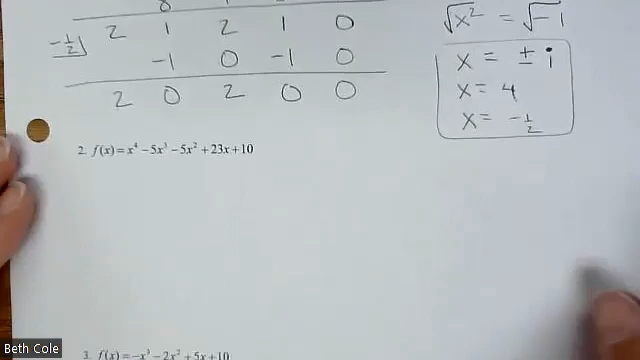 -1/2 | 2 1 2 1 0
-1 0 -1 0
2 0 2 0 0
√x² = √-1
x = ± i
x = 4
x = -1/2
2. f(x) = x⁴ − 5x³ − 5x² + 23x + 10
3. f(x) = −x³ − 2x² + 5x + 10
Beth Cole